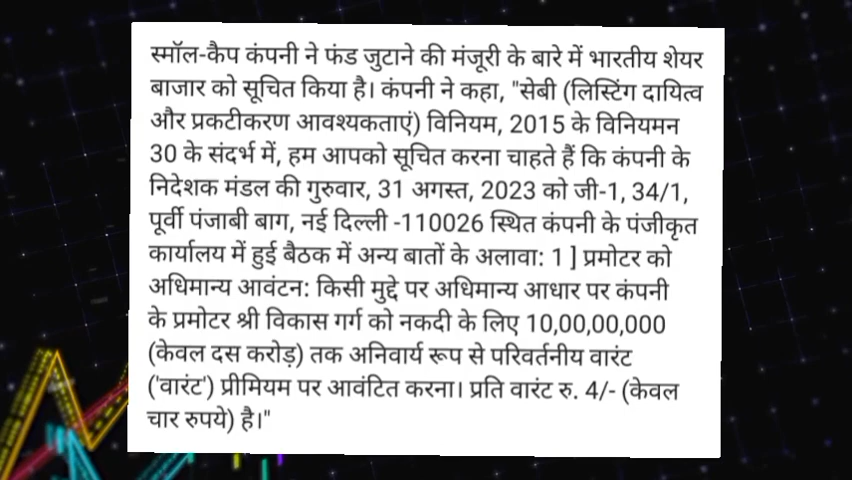 स्मॉल-कैप कंपनी ने फंड जुटाने की मंजूरी के बारे में भारतीय शेयर
बाजार को सूचित किया है। कंपनी ने कहा, "सेबी (लिस्टिंग दायित्व
और प्रकटीकरण आवश्यकताएं) विनियम, 2015 के विनियमन
30 के संदर्भ में, हम आपको सूचित करना चाहते हैं कि कंपनी के
निदेशक मंडल की गुरुवार, 31 अगस्त, 2023 को जी-1, 34/1,
पूर्वी पंजाबी बाग, नई दिल्ली -110026 स्थित कंपनी के पंजीकृत
कार्यालय में हुई बैठक में अन्य बातों के अलावा: 1 ] प्रमोटर को
अधिमान्य आवंटन: किसी मुद्दे पर अधिमान्य आधार पर कंपनी
के प्रमोटर श्री विकास गर्ग को नकदी के लिए 10,00,00,000
(केवल दस करोड़) तक अनिवार्य रूप से परिवर्तनीय वारंट
('वारंट') प्रीमियम पर आवंटित करना। प्रति वारंट रु. 4/- (केवल
चार रुपये) है।"